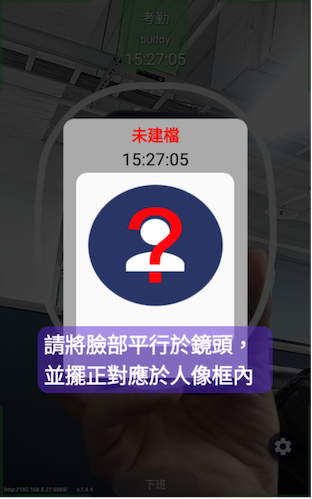 考勤
buddy
15:27:05
未建檔
15:27:05
?
請將臉部平行於鏡頭，
並擺正對應於人像框內
http://192.168.8.27:8088/ v.1.4.4
下班